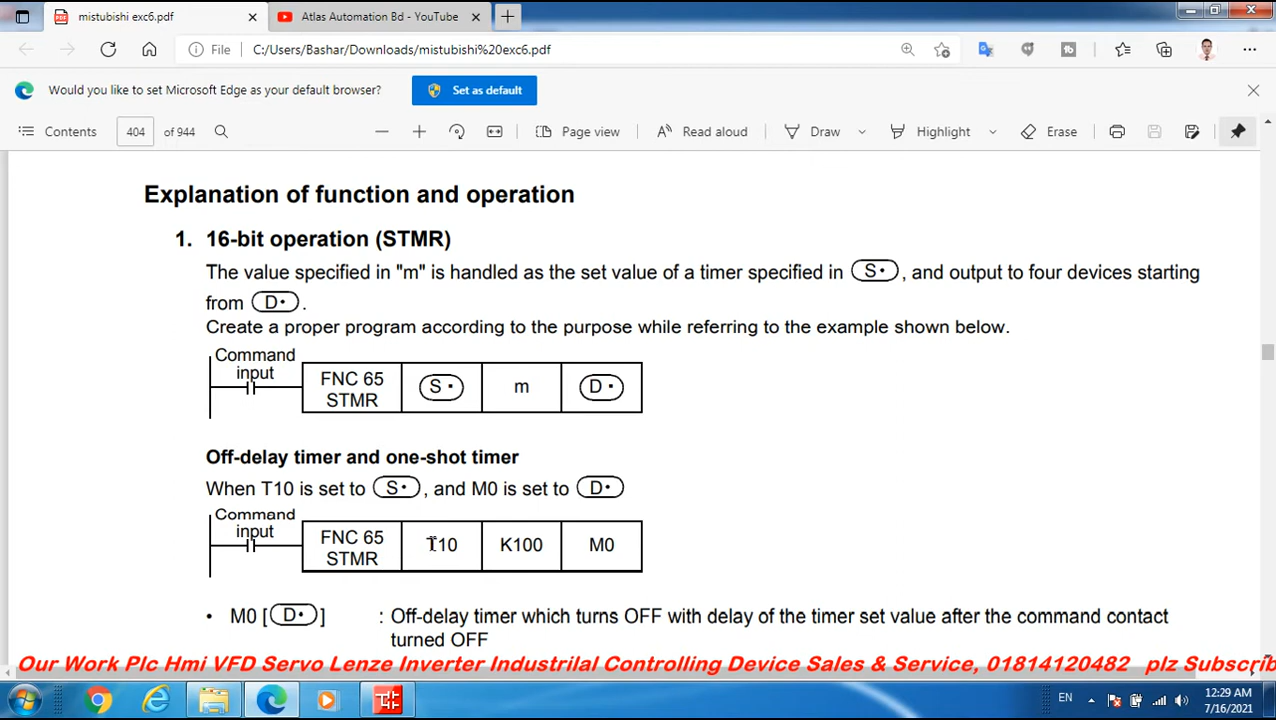 mistubishi exc6.pdf
Atlas Automation Bd - YouTube
File
C:/Users/Bashar/Downloads/mistubishi%20exc6.pdf
Would you like to set Microsoft Edge as your default browser?
Set as default
Contents
404
of 944
Page view
Read aloud
Draw
Highlight
Erase
Explanation of function and operation
1. 16-bit operation (STMR)
The value specified in "m" is handled as the set value of a timer specified in S•, and output to four devices starting
from D•.
Create a proper program according to the purpose while referring to the example shown below.
Command
input
FNC 65
STMR
S •
m
D •
Off-delay timer and one-shot timer
When T10 is set to S•, and M0 is set to D•
Command
input
FNC 65
STMR
T10
K100
M0
• M0 [D•] : Off-delay timer which turns OFF with delay of the timer set value after the command contact
turned OFF
Our Work Plc Hmi VFD Servo Lenze Inverter Industrilal Controlling Device Sales & Service, 01814120482 plz Subscrib
EN
12:29 AM
7/16/2021